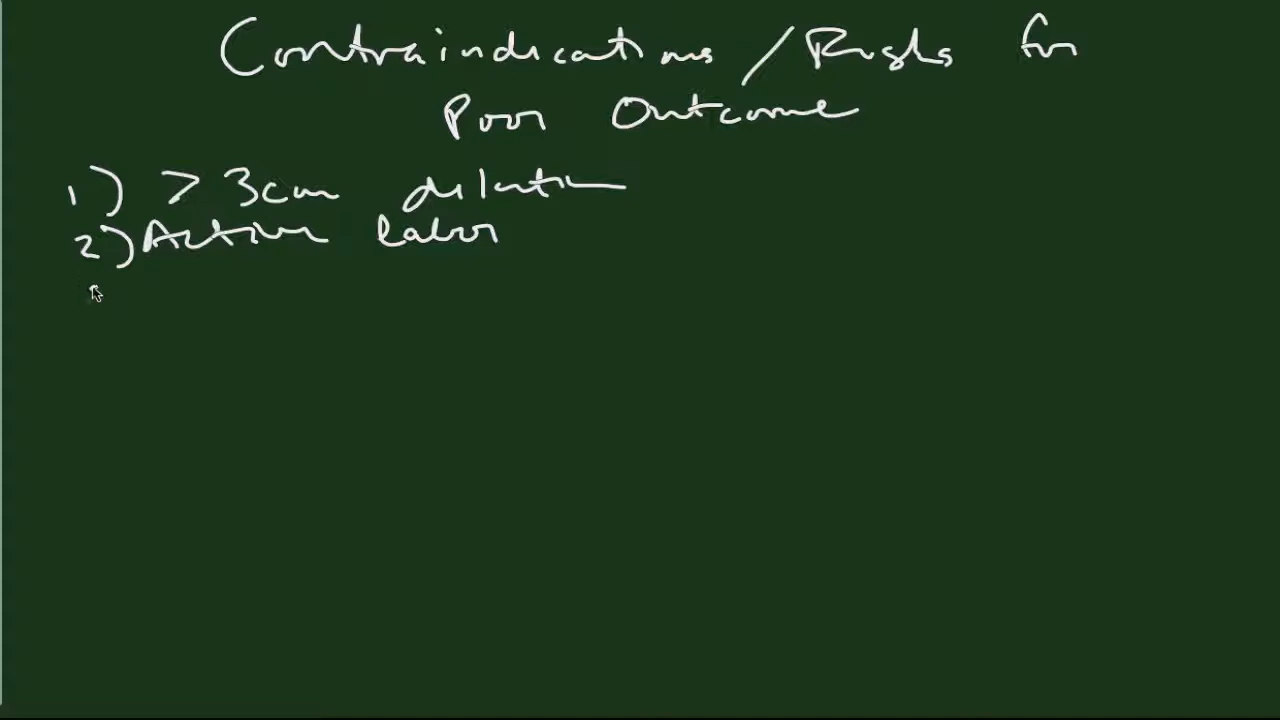 Contraindications / Risks for
Poor Outcome
1) > 3cm dilation
2) Active labor